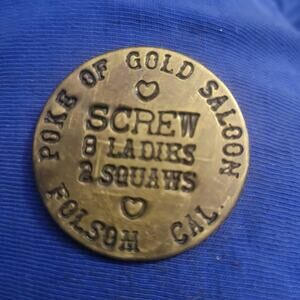 POKE OF GOLD SALOON
SCREW
8 LADIES
2 SQUAWS
FOLSOM CAL.